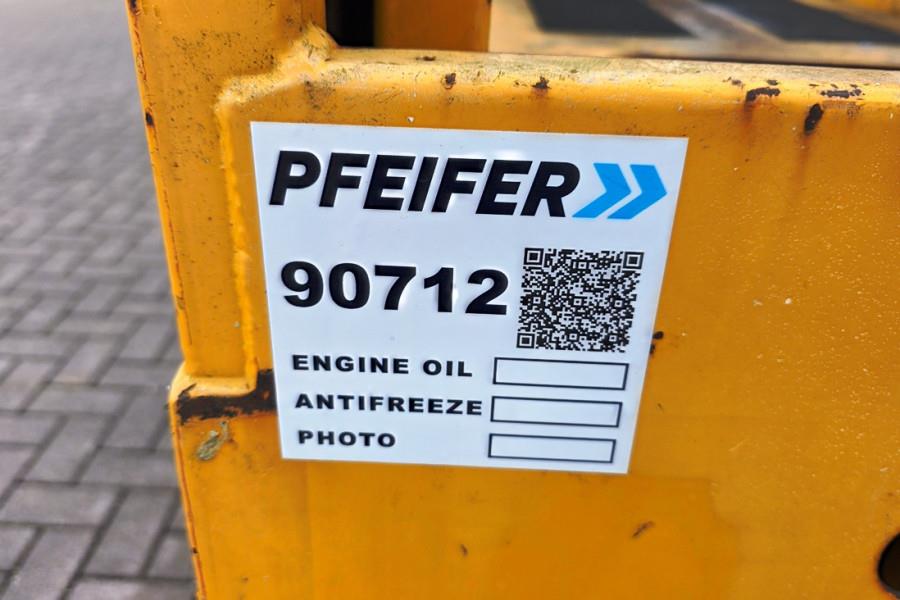 PFEIFER
90712
ENGINE OIL
ANTIFREEZE
PHOTO